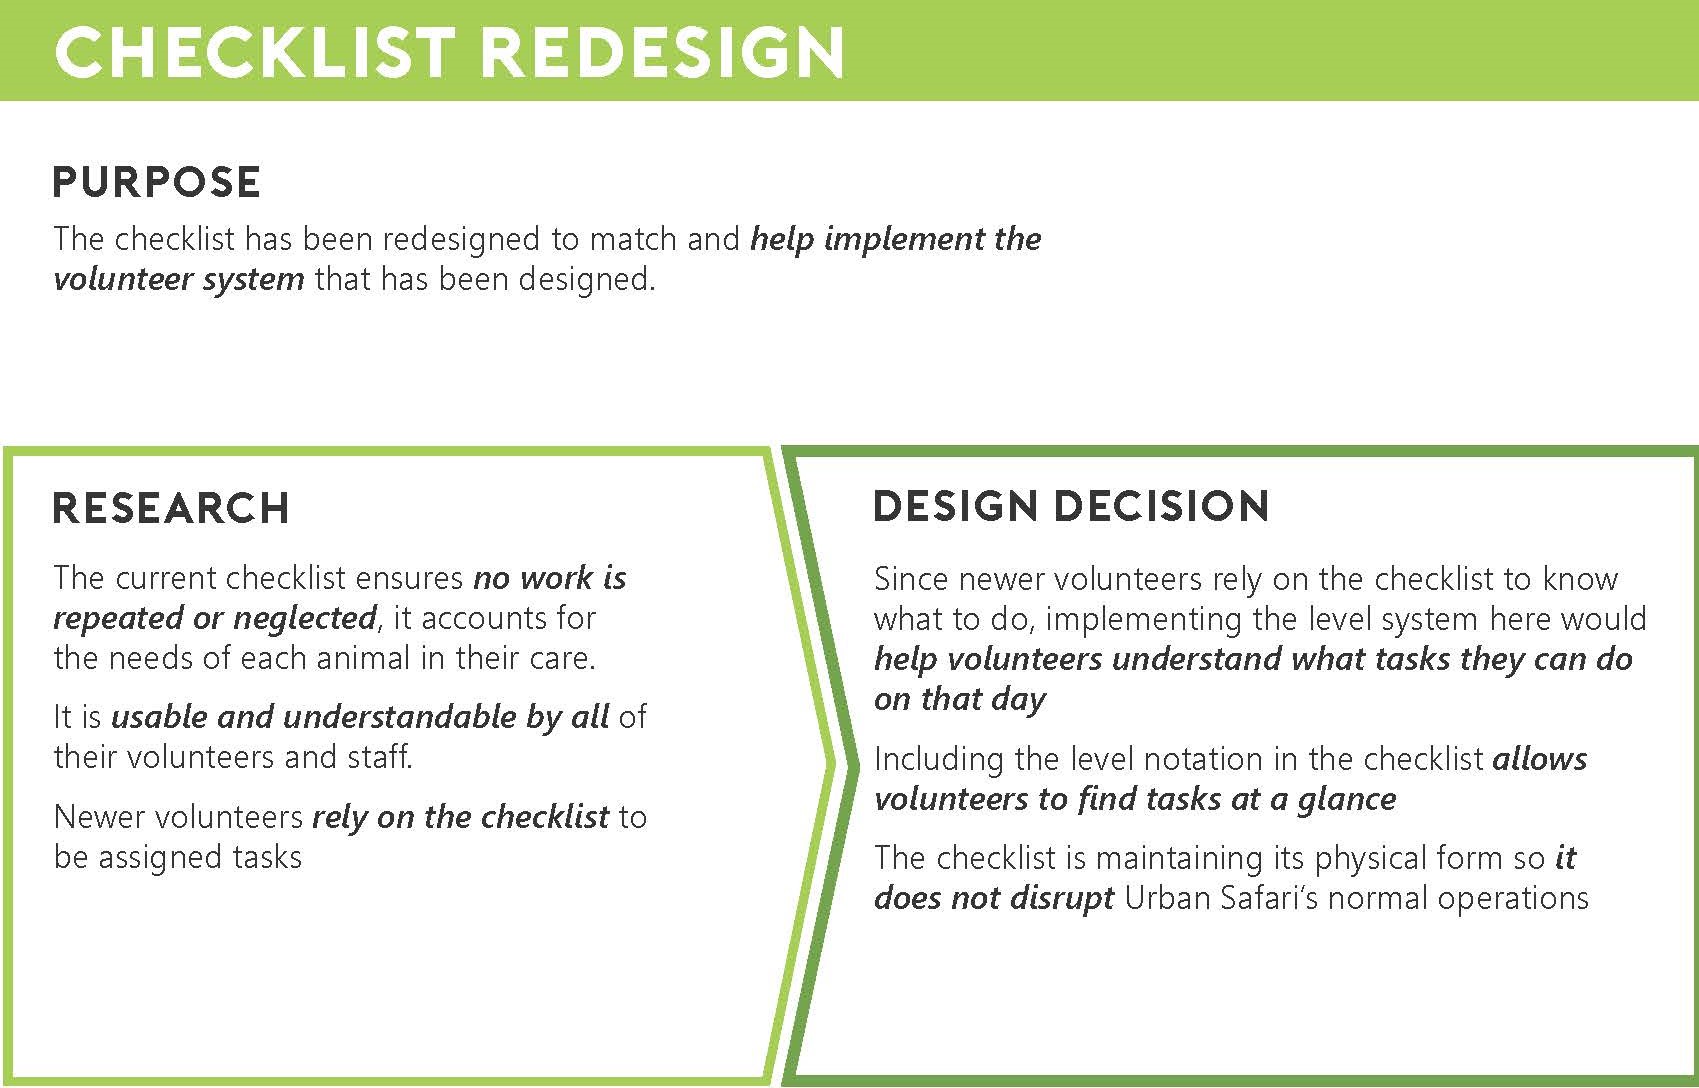 CHECKLIST REDESIGN
PURPOSE
The checklist has been redesigned to match and help implement the
volunteer system that has been designed.
RESEARCH
The current checklist ensures no work is
repeated or neglected, it accounts for
the needs of each animal in their care.
It is usable and understandable by all of
their volunteers and staff.
Newer volunteers rely on the checklist to
be assigned tasks
DESIGN DECISION
Since newer volunteers rely on the checklist to know
what to do, implementing the level system here would
help volunteers understand what tasks they can do
on that day
Including the level notation in the checklist allows
volunteers to find tasks at a glance
The checklist is maintaining its physical form so it
does not disrupt Urban Safari's normal operations